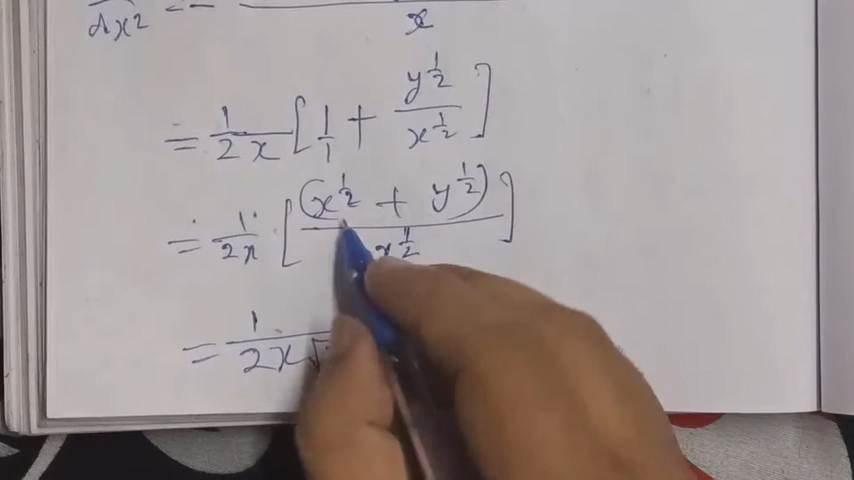 dx² = - x
= 1/2x [1/1 + y^1/2 / x^1/2]
= 1/2x [(x^1/2 + y^1/2) / x^1/2]
= 1/2x√